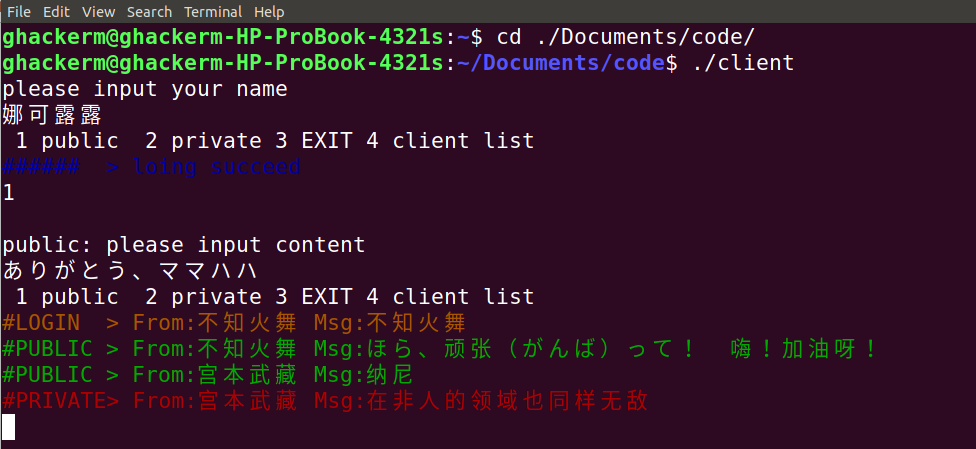 File Edit View Search Terminal Help
ghackerm@ghackerm-HP-ProBook-4321s:~$ cd ./Documents/code/
ghackerm@ghackerm-HP-ProBook-4321s:~/Documents/code$ ./client
please input your name
娜可露露
1 public  2 private 3 EXIT 4 client list
######  > loing succeed
1
public: please input content
ありがとう、ママハハ
1 public  2 private 3 EXIT 4 client list
#LOGIN  > From:不知火舞 Msg:不知火舞
#PUBLIC > From:不知火舞 Msg:ほら、顽张（がんば）って！ 嗨！加油呀！
#PUBLIC > From:宫本武藏 Msg:纳尼
#PRIVATE> From:宫本武藏 Msg:在非人的领域也同样无敌